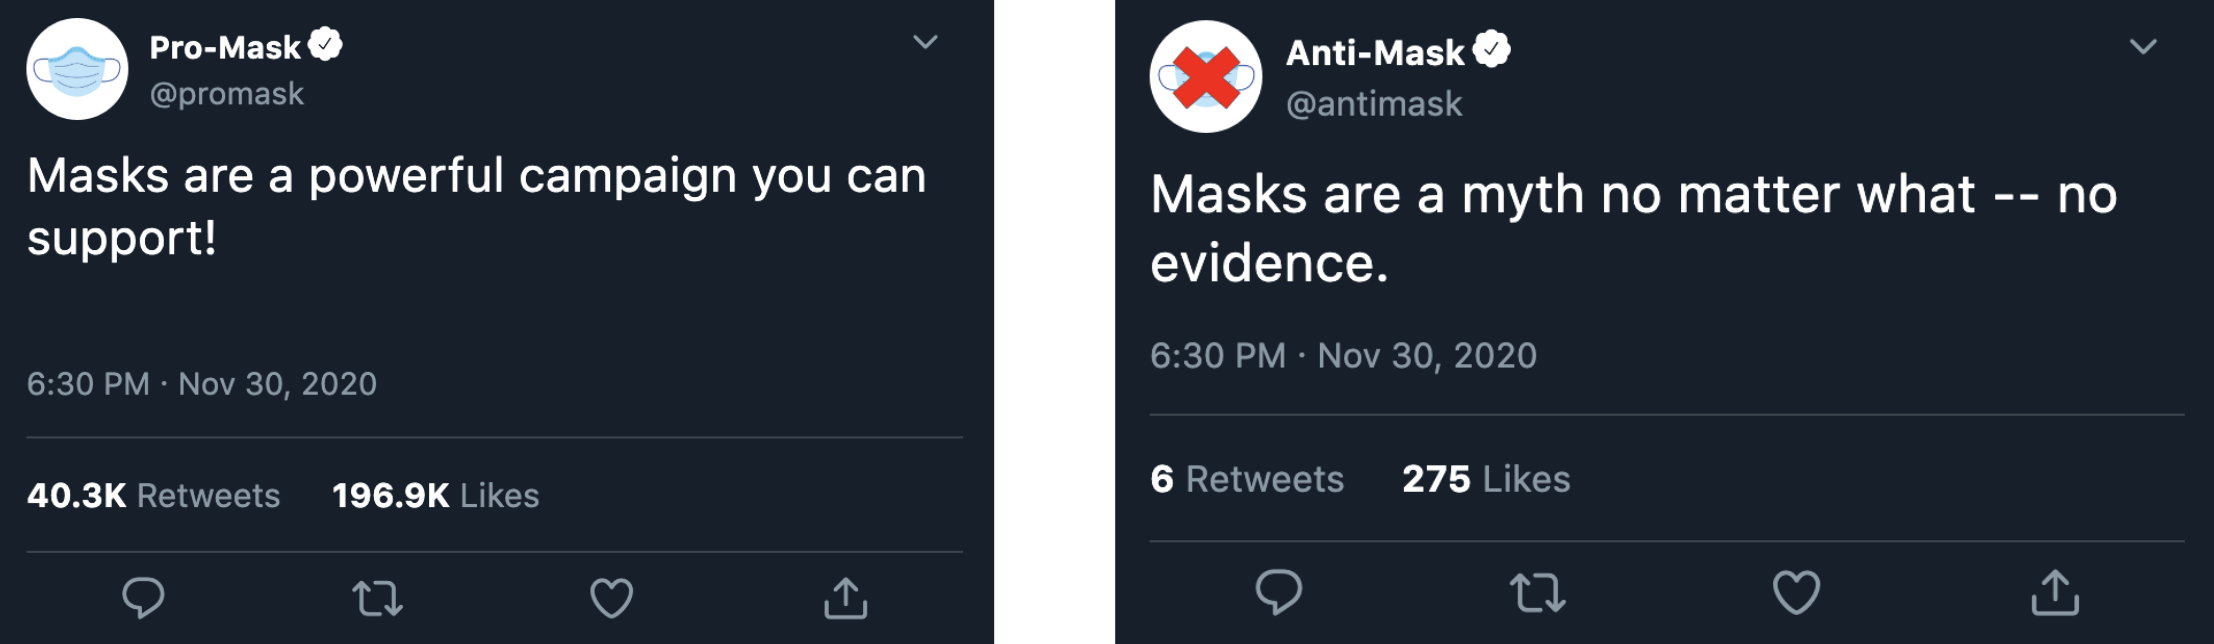 Pro-Mask
@promask
Masks are a powerful campaign you can
support!
6:30 PM · Nov 30, 2020
40.3K Retweets 196.9K Likes
Anti-Mask
@antimask
Masks are a myth no matter what -- no
evidence.
6:30 PM · Nov 30, 2020
6 Retweets 275 Likes